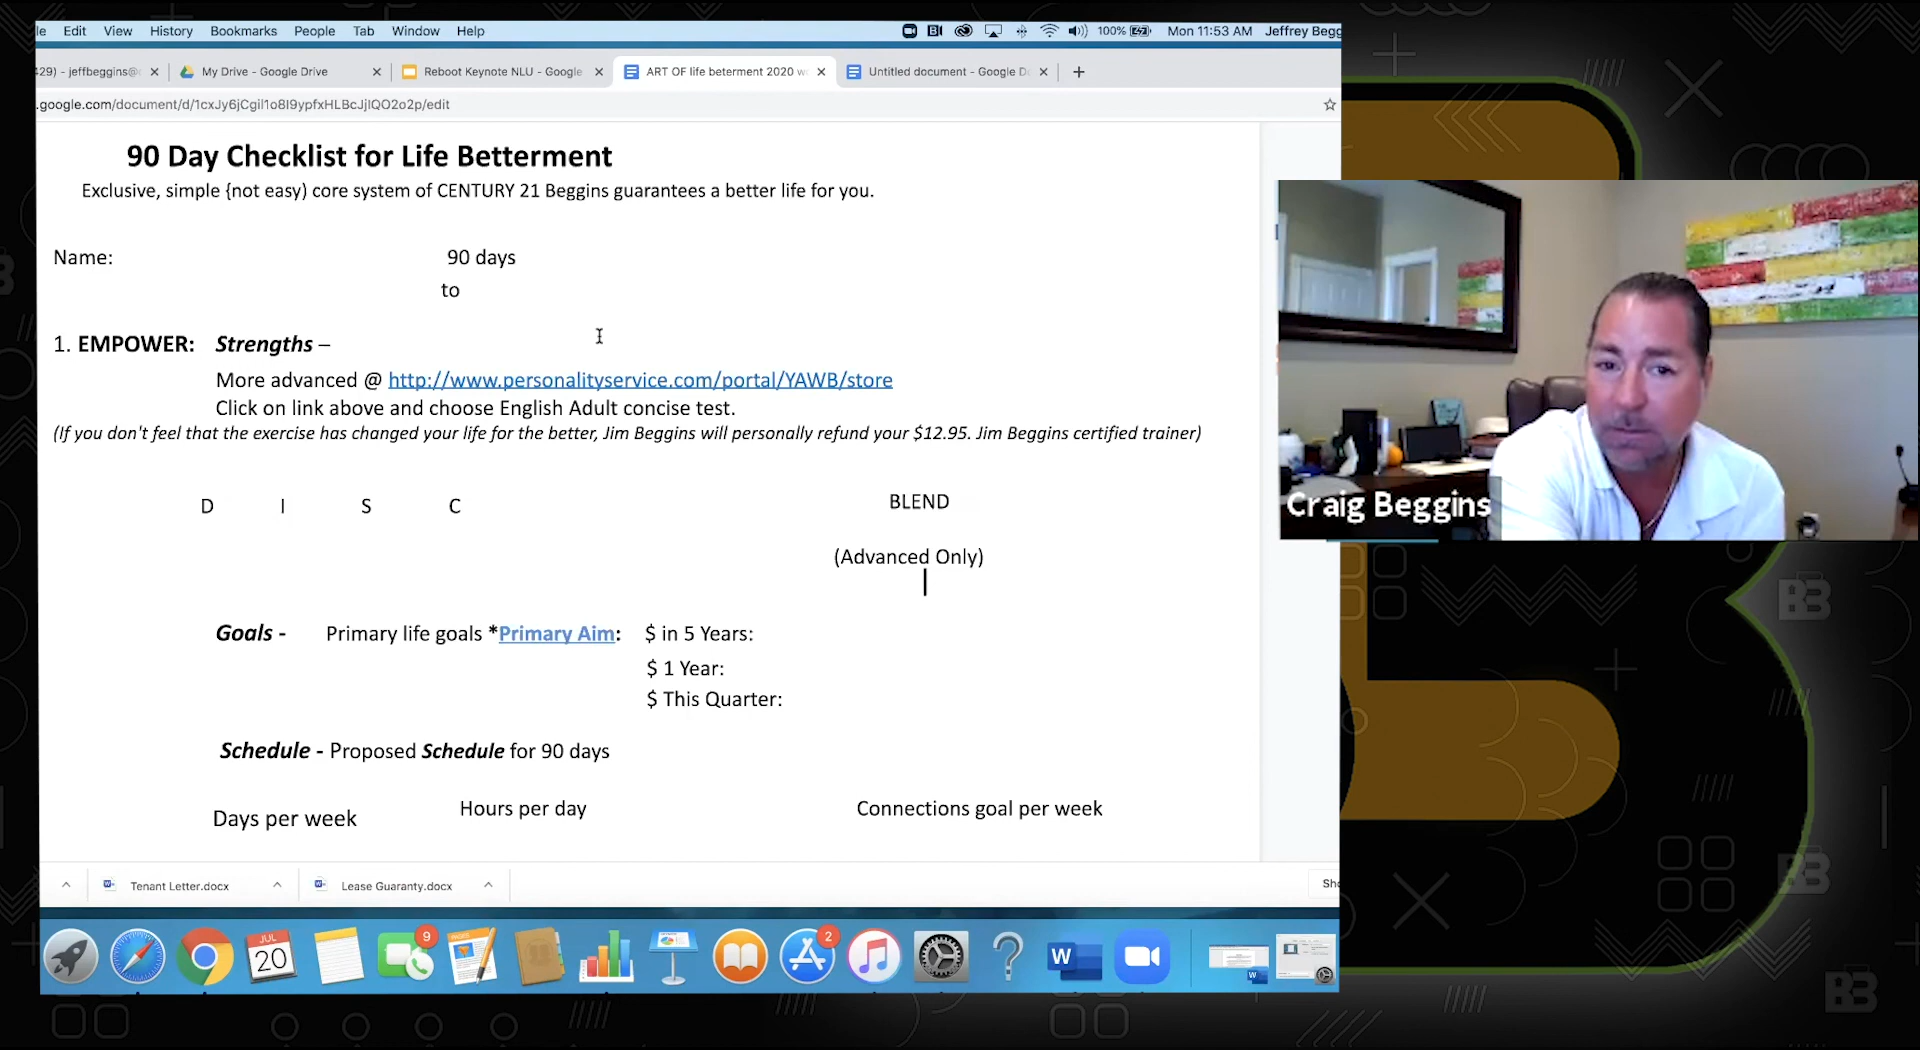 Edit View History Bookmarks People Tab Window Help 100% Mon 11:53 AM Jeffrey Begg
429) - jeffbeggins@ My Drive - Google Drive Reboot Keynote NLU - Google ART OF life beterment 2020 w Untitled document - Google D
.google.com/document/d/1cxJy6jCgil1o8I9ypfxHLBcJjIQO2o2p/edit
90 Day Checklist for Life Betterment
Exclusive, simple {not easy) core system of CENTURY 21 Beggins guarantees a better life for you.
Name: 90 days
to
1. EMPOWER: Strengths –
More advanced @ http://www.personalityservice.com/portal/YAWB/store
Click on link above and choose English Adult concise test.
(If you don't feel that the exercise has changed your life for the better, Jim Beggins will personally refund your $12.95. Jim Beggins certified trainer)
D I S C BLEND
(Advanced Only)
Goals - Primary life goals *Primary Aim: $ in 5 Years:
$ 1 Year:
$ This Quarter:
Schedule - Proposed Schedule for 90 days
Days per week Hours per day Connections goal per week
Tenant Letter.docx Lease Guaranty.docx
JUL
20
9
PAGES
2
W
W
Craig Beggins
B3
B3
B3